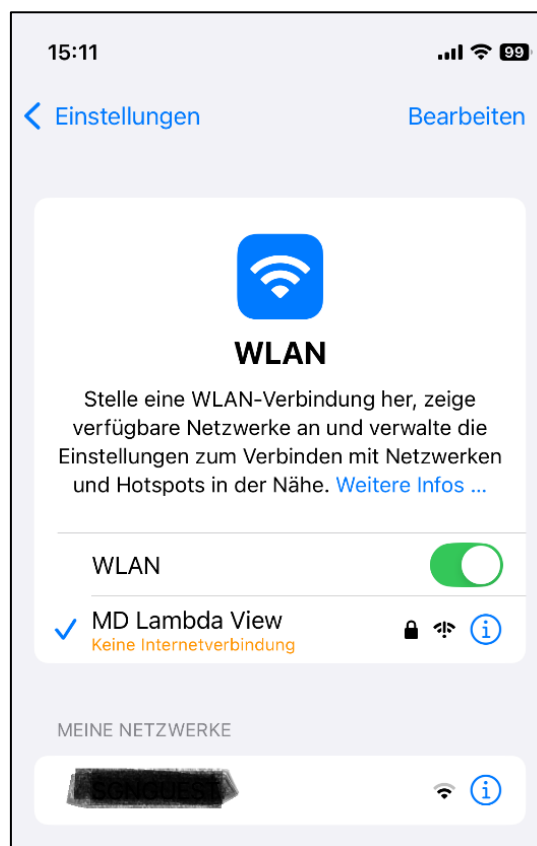 15:11
99
Einstellungen
Bearbeiten
WLAN
Stelle eine WLAN-Verbindung her, zeige
verfügbare Netzwerke an und verwalte die
Einstellungen zum Verbinden mit Netzwerken
und Hotspots in der Nähe. Weitere Infos ...
WLAN
MD Lambda View
Keine Internetverbindung
MEINE NETZWERKE